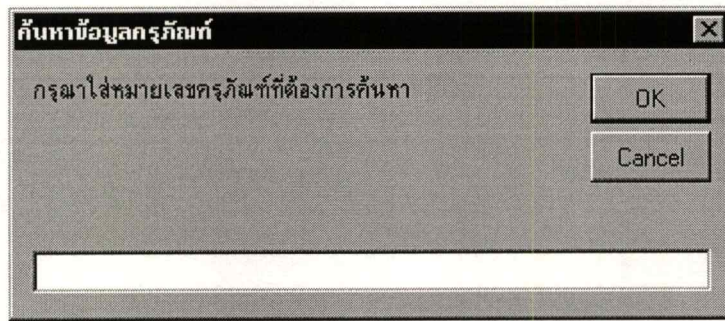 ค้นหาข้อมูลครุภัณฑ์
กรุณาใส่หมายเลขครุภัณฑ์ที่ต้องการค้นหา
OK
Cancel